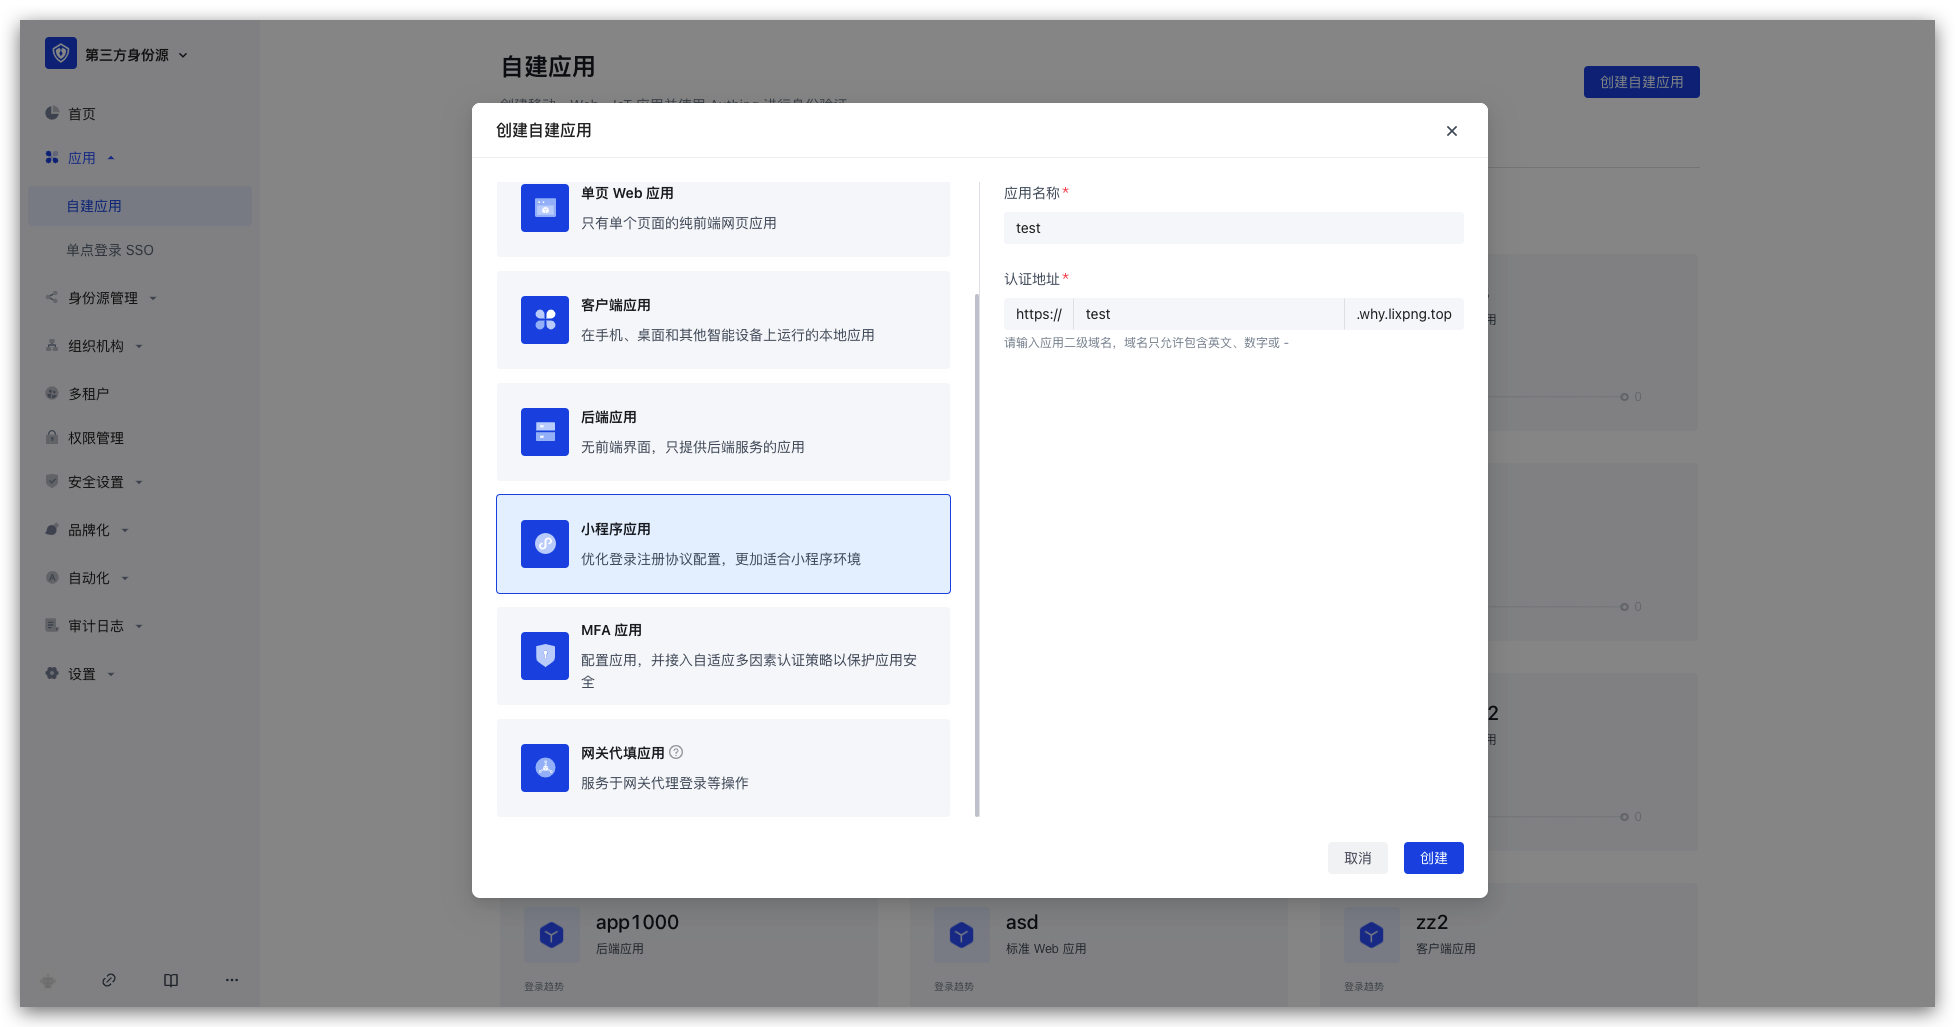 第三方身份源
首页
应用
自建应用
单点登录 SSO
身份源管理
组织机构
多租户
权限管理
安全设置
品牌化
自动化
审计日志
设置
自建应用
创建自建应用
创建自建应用
单页 Web 应用
只有单个页面的纯前端网页应用
客户端应用
在手机、桌面和其他智能设备上运行的本地应用
后端应用
无前端界面，只提供后端服务的应用
小程序应用
优化登录注册协议配置，更加适合小程序环境
MFA 应用
配置应用，并接入自适应多因素认证策略以保护应用安
全
网关代填应用
服务于网关代理登录等操作
应用名称*
test
认证地址*
https:// test .why.lixpng.top
请输入应用二级域名，域名只允许包含英文、数字或 -
取消 创建
用
0
0
2
用
0
app1000
后端应用
登录趋势
asd
标准 Web 应用
登录趋势
zz2
客户端应用
登录趋势